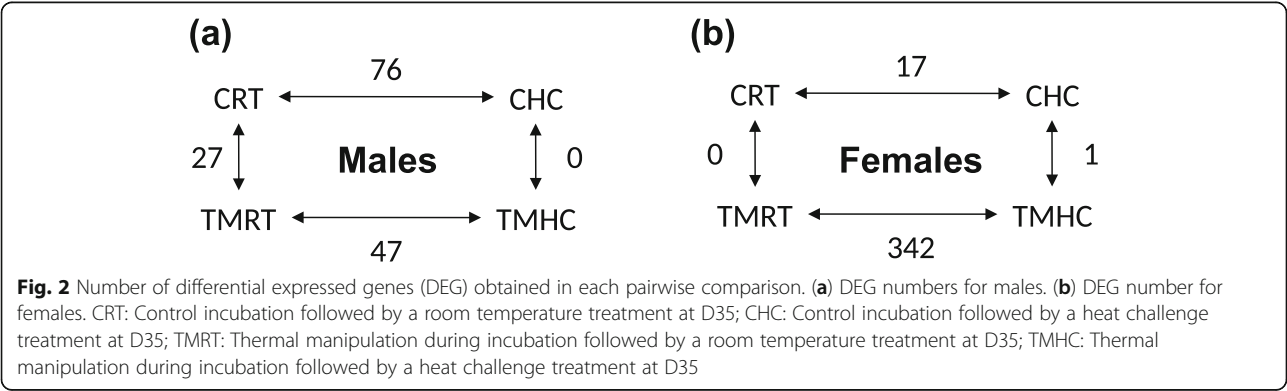 (a)
(b)
76
17
CRT
CHC
CRT
CHC
27
Males
0
0
Females
1
TMRT
TMHC
TMRT
TMHC
47
342
Fig. 2 Number of differential expressed genes (DEG) obtained in each pairwise comparison. (a) DEG numbers for males. (b) DEG number for
females. CRT: Control incubation followed by a room temperature treatment at D35; CHC: Control incubation followed by a heat challenge
treatment at D35; TMRT: Thermal manipulation during incubation followed by a room temperature treatment at D35; TMHC: Thermal
manipulation during incubation followed by a heat challenge treatment at D35